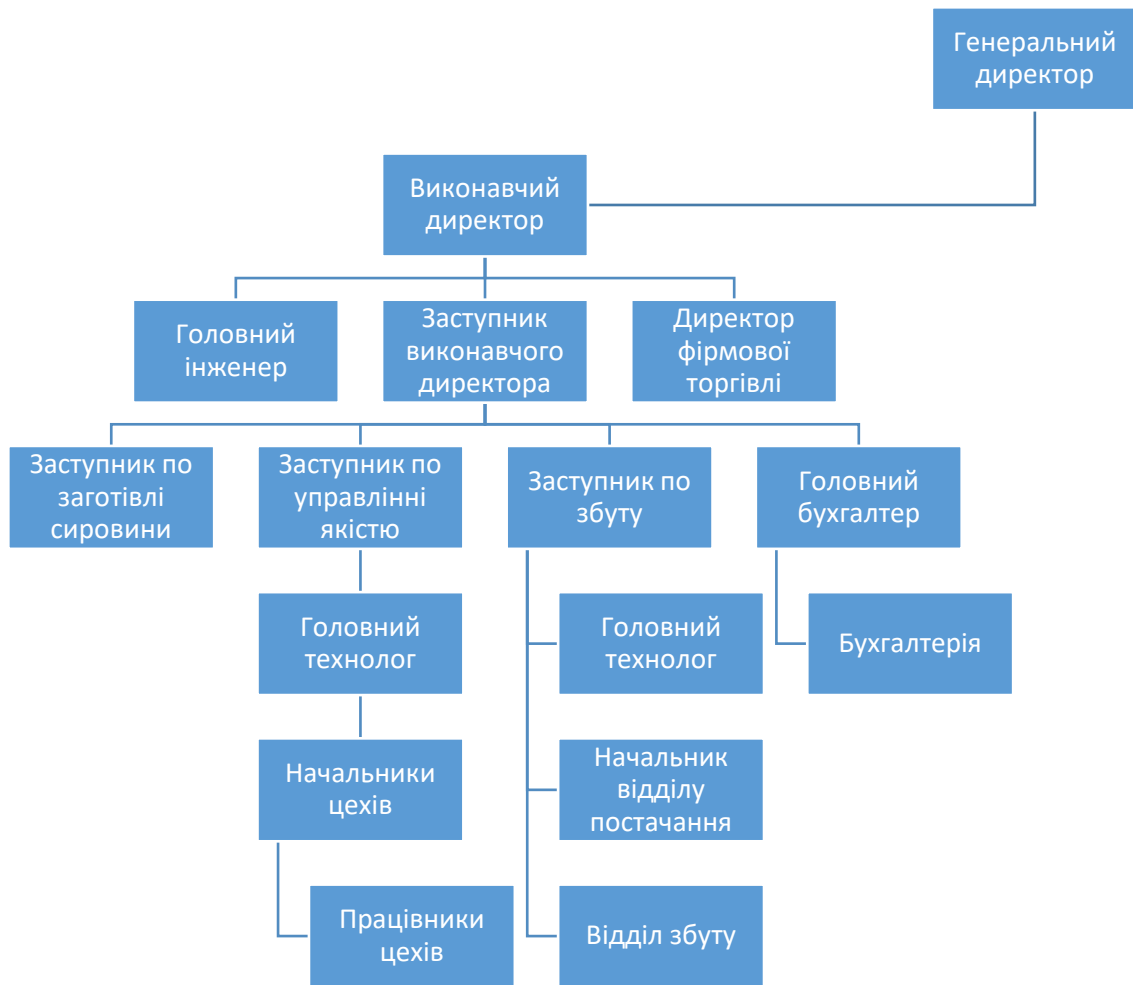 Генеральний
директор
Виконавчий
директор
Головний
інженер
Заступник
виконавчого
директора
Директор
фірмової
торгівлі
Заступник по
заготівлі
сировини
Заступник по
управлінні
якістю
Заступник по
збуту
Головний
бухгалтер
Головний
технолог
Головний
технолог
Бухгалтерія
Начальники
цехів
Начальник
відділу
постачання
Працівники
цехів
Відділ збуту